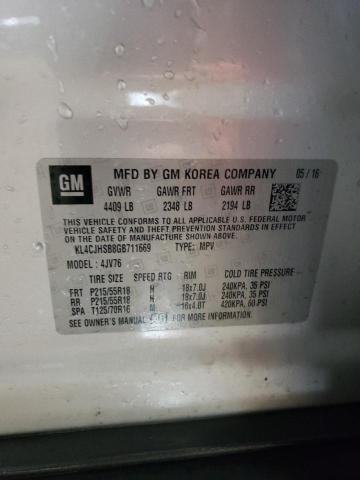 GM
MFD BY GM KOREA COMPANY 05 / 16
GVWR GAWR FRT GAWR RR
4409 LB 2348 LB 2194 LB
THIS VEHICLE CONFORMS TO ALL APPLICABLE U.S. FEDERAL MOTOR
VEHICLE SAFETY, BUMPER, AND THEFT PREVENTION STANDARDS IN
EFFECT ON THE DATE OF MANUFACTURE SHOWN ABOVE.
KL4CJHSB8GB711669 TYPE: MPV
MODEL : 4JV76
TIRE SIZE SPEED RTG RIM COLD TIRE PRESSURE
FRT P215/55R18 H 18x7.0J 240KPA, 35 PSI
RR P215/55R18 H 18x7.0J 240KPA, 35 PSI
SPA T125/70R16 M 16x4.0T 420KPA, 60 PSI
SEE OWNER'S MANUAL FOR MORE INFORMATION.